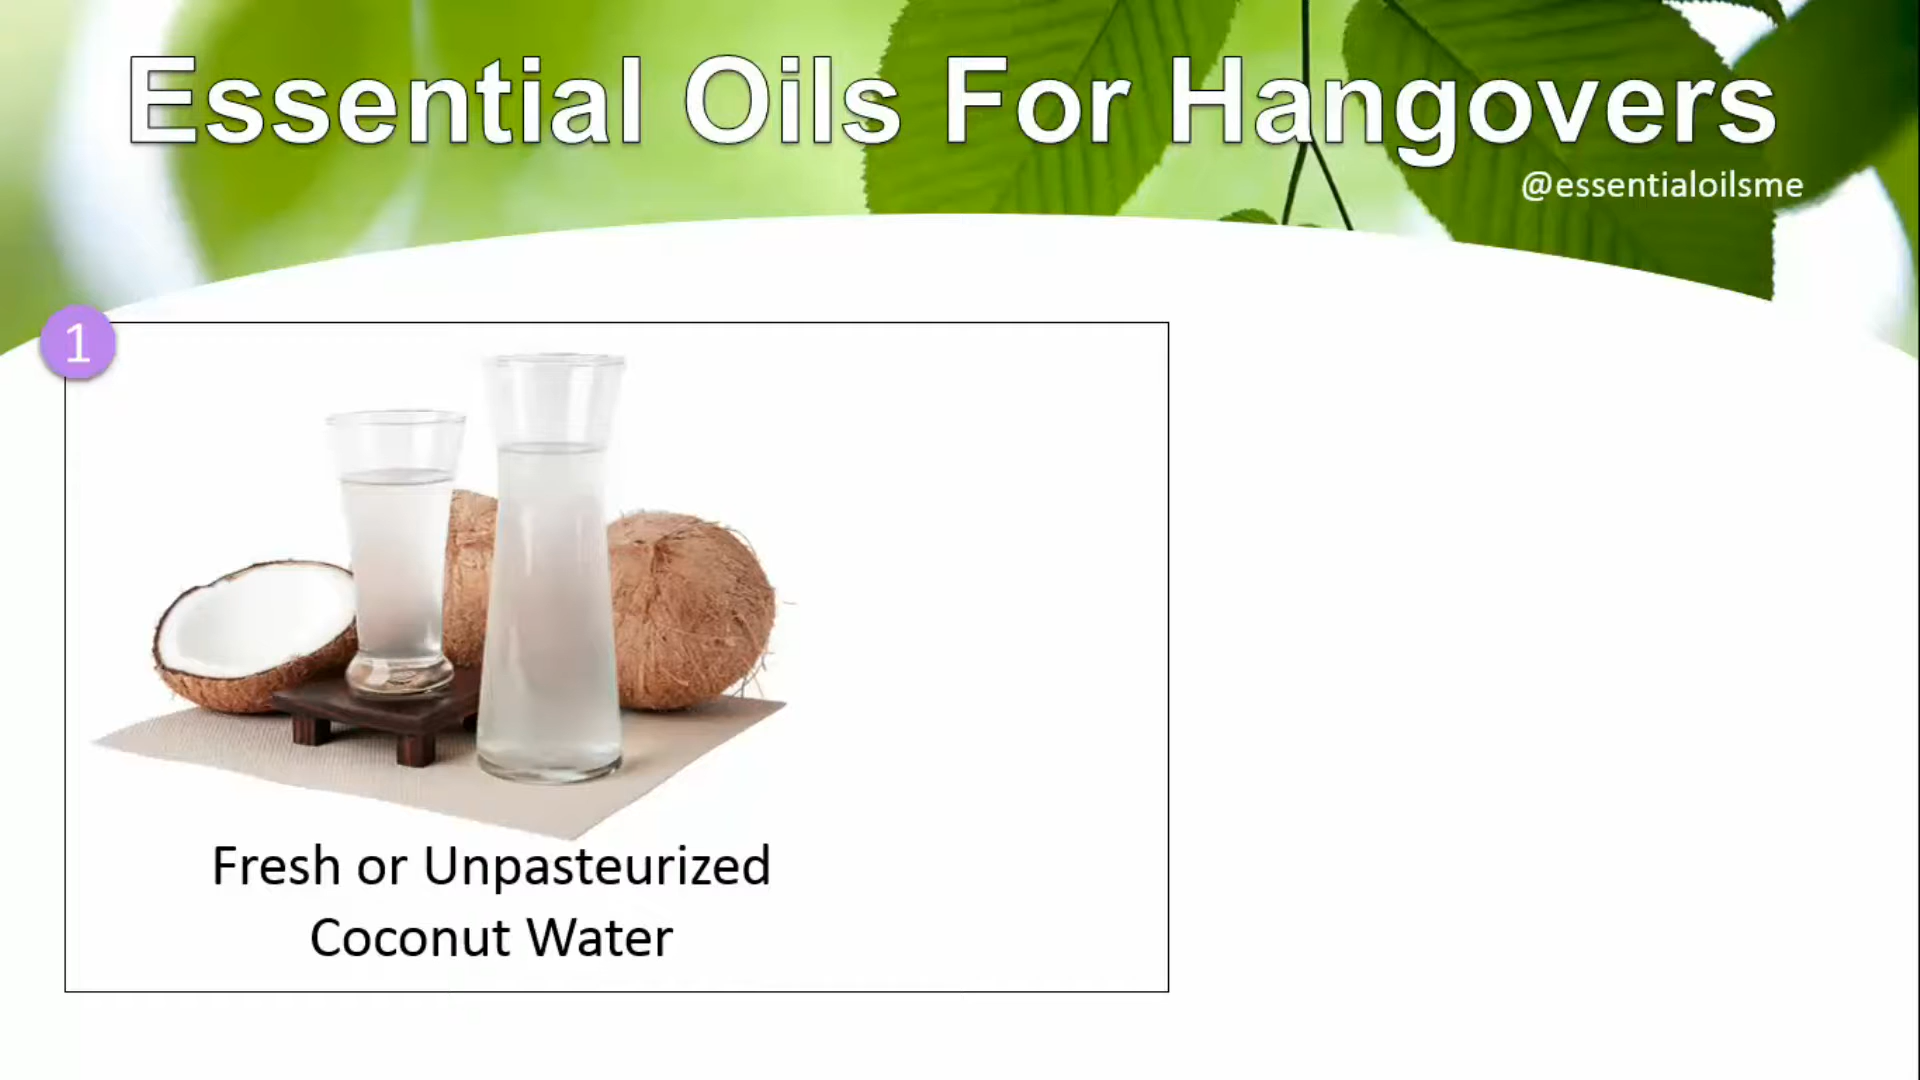 Essential Oils For Hangovers
@essentialoilsme
1
Fresh or Unpasteurized
Coconut Water